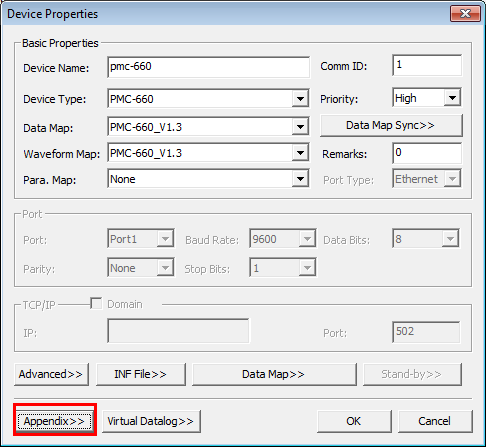 Device Properties
Basic Properties
Device Name: pmc-660 Comm ID: 1
Device Type: PMC-660 Priority: High
Data Map: PMC-660_V1.3 Data Map Sync>>
Waveform Map: PMC-660_V1.3 Remarks: 0
Para. Map: None Port Type: Ethernet
Port
Port: Port1 Baud Rate: 9600 Data Bits: 8
Parity: None Stop Bits: 1
TCP/IP Domain
IP: Port: 502
Advanced>> INF File>> Data Map>> Stand-by>>
Appendix>> Virtual Datalog>> OK Cancel